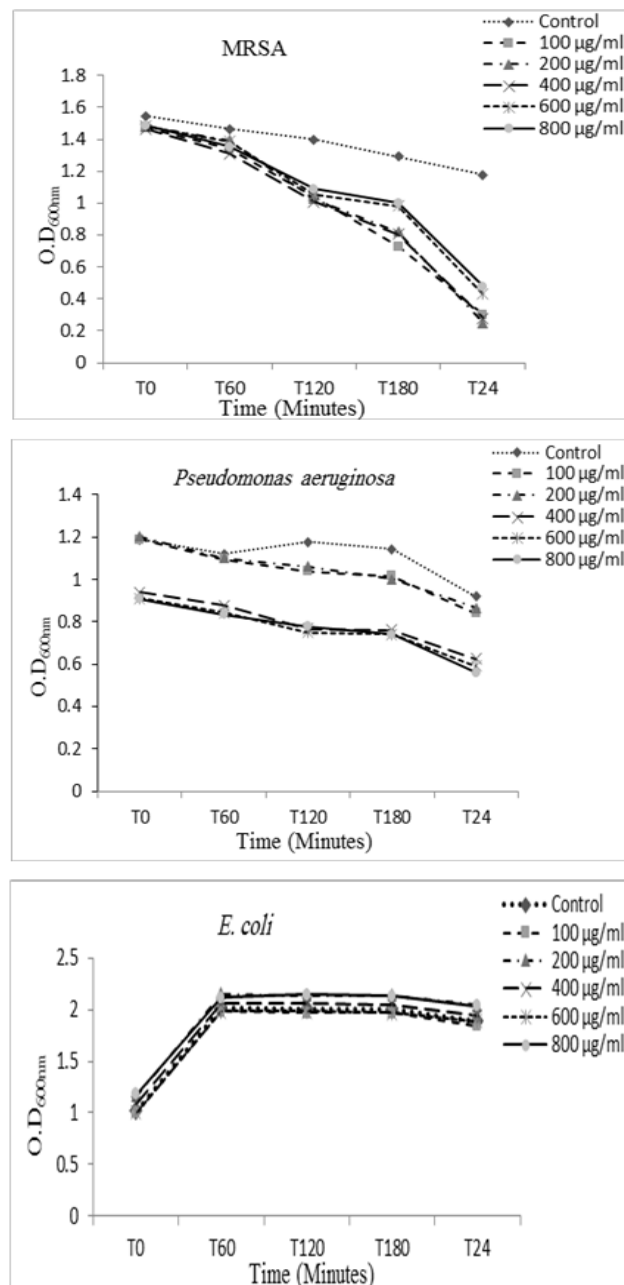 MRSA
Control
100 µg/ml
200 µg/ml
400 µg/ml
600 µg/ml
800 µg/ml
1.8
1.6
1.4
1.2
1
0.8
0.6
0.4
0.2
0
O.D600nm
T0 T60 T120 T180 T24
Time (Minutes)
Pseudomonas aeruginosa
Control
100 µg/ml
200 µg/ml
400 µg/ml
600 µg/ml
800 µg/ml
1.4
1.2
1
0.8
0.6
0.4
0.2
0
O.D600nm
T0 T60 T120 T180 T24
Time (Minutes)
E. coli
Control
100 µg/ml
200 µg/ml
400 µg/ml
600 µg/ml
800 µg/ml
2.5
2
1.5
1
0.5
0
O.D600nm
T0 T60 T120 T180 T24
Time (Minutes)